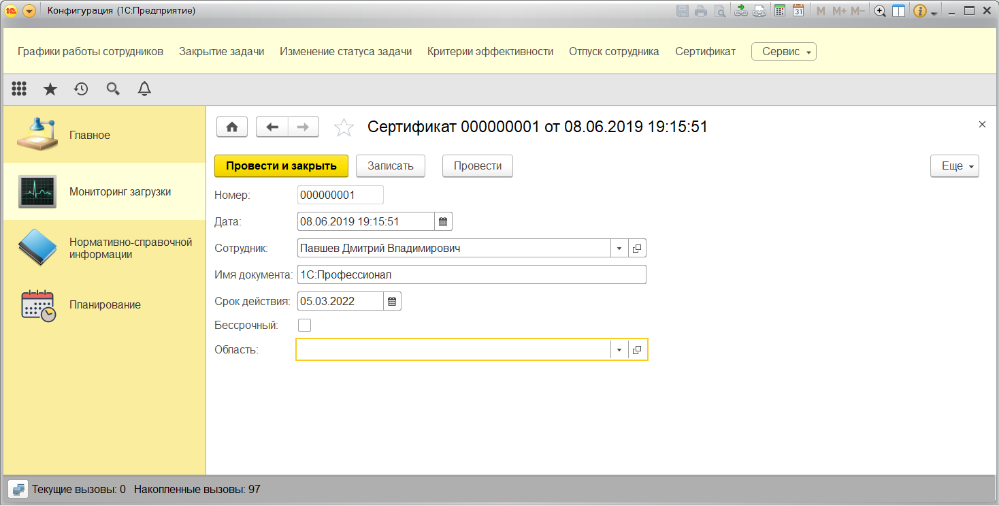 1С Конфигурация (1С:Предприятие)
31 M M+ M−
Графики работы сотрудников Закрытие задачи Изменение статуса задачи Критерии эффективности Отпуск сотрудника Сертификат Сервис
Главное
Мониторинг загрузки
Нормативно-справочной
информации
Планирование
Сертификат 000000001 от 08.06.2019 19:15:51
Провести и закрыть Записать Провести Еще
Номер: 000000001
Дата: 08.06.2019 19:15:51
Сотрудник: Павшев Дмитрий Владимирович
Имя документа: 1С:Профессионал
Срок действия: 05.03.2022
Бессрочный:
Область:
Текущие вызовы: 0 Накопленные вызовы: 97